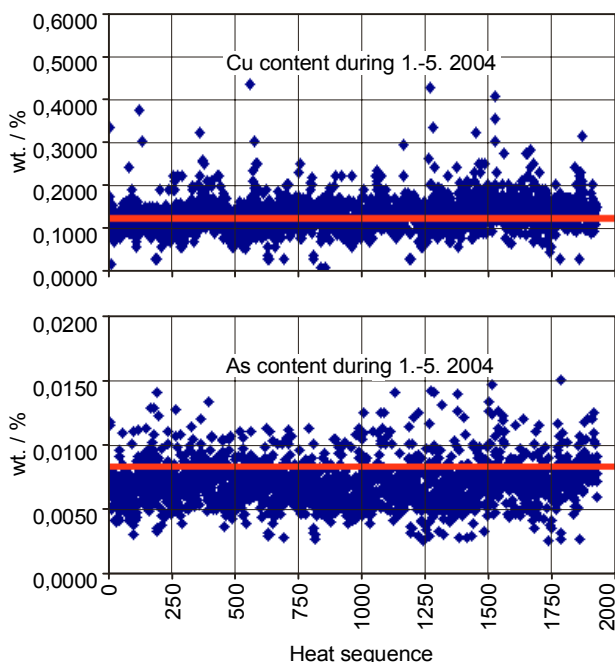 0,6000
Cu content during 1.-5. 2004
0,5000
0,4000
wt. / %
0,3000
0,2000
0,1000
0,0000
0,0200
As content during 1.-5. 2004
0,0150
wt. / %
0,0100
0,0050
0,0000
0 250 500 750 1000 1250 1500 1750 2000
Heat sequence